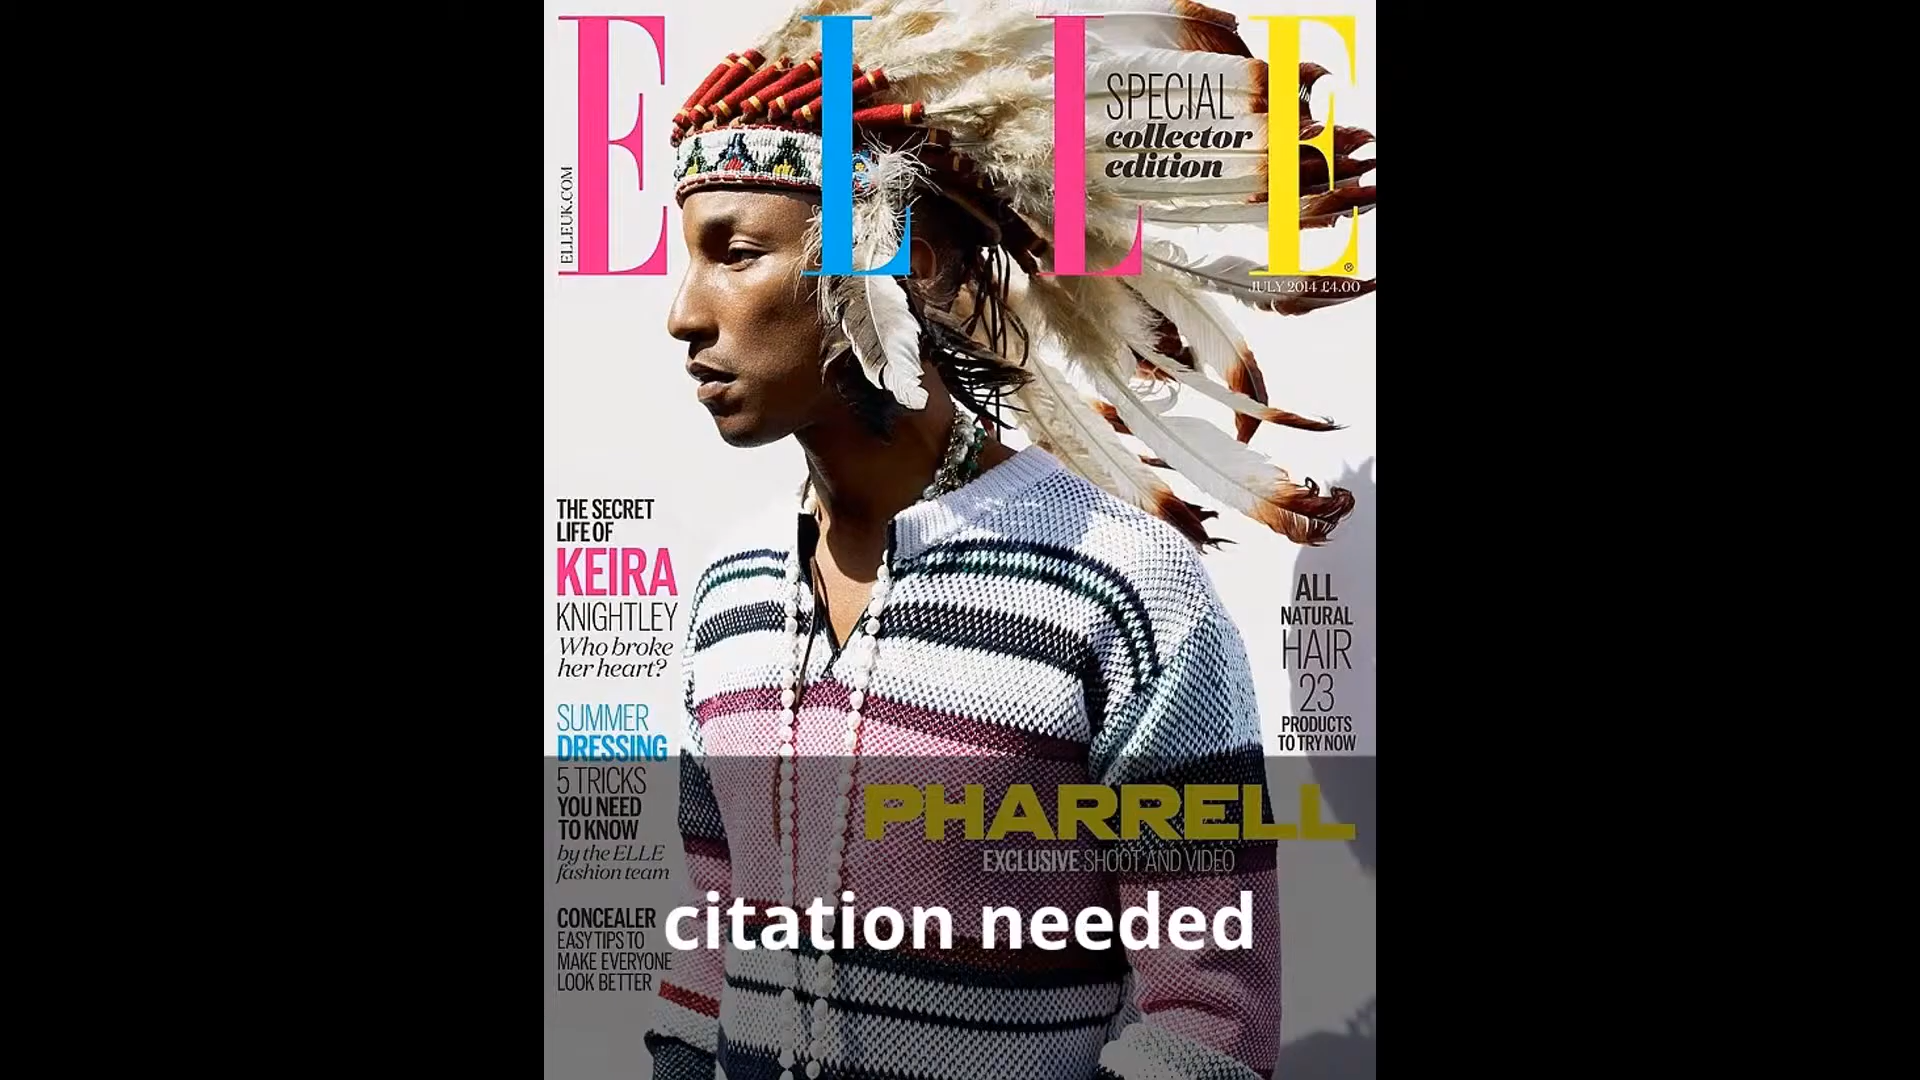 ELLE
SPECIAL
collector
edition
ELLEUK.COM
JULY 2014 £4.00
THE SECRET
LIFE OF
KEIRA
KNIGHTLEY
Who broke
her heart?
ALL
NATURAL
HAIR
23
PRODUCTS
TO TRY NOW
SUMMER
DRESSING
5 TRICKS
YOU NEED
TO KNOW
by the ELLE
fashion team
PHARRELL
EXCLUSIVE SHOOT AND VIDEO
CONCEALER
EASY TIPS TO
MAKE EVERYONE
LOOK BETTER
citation needed